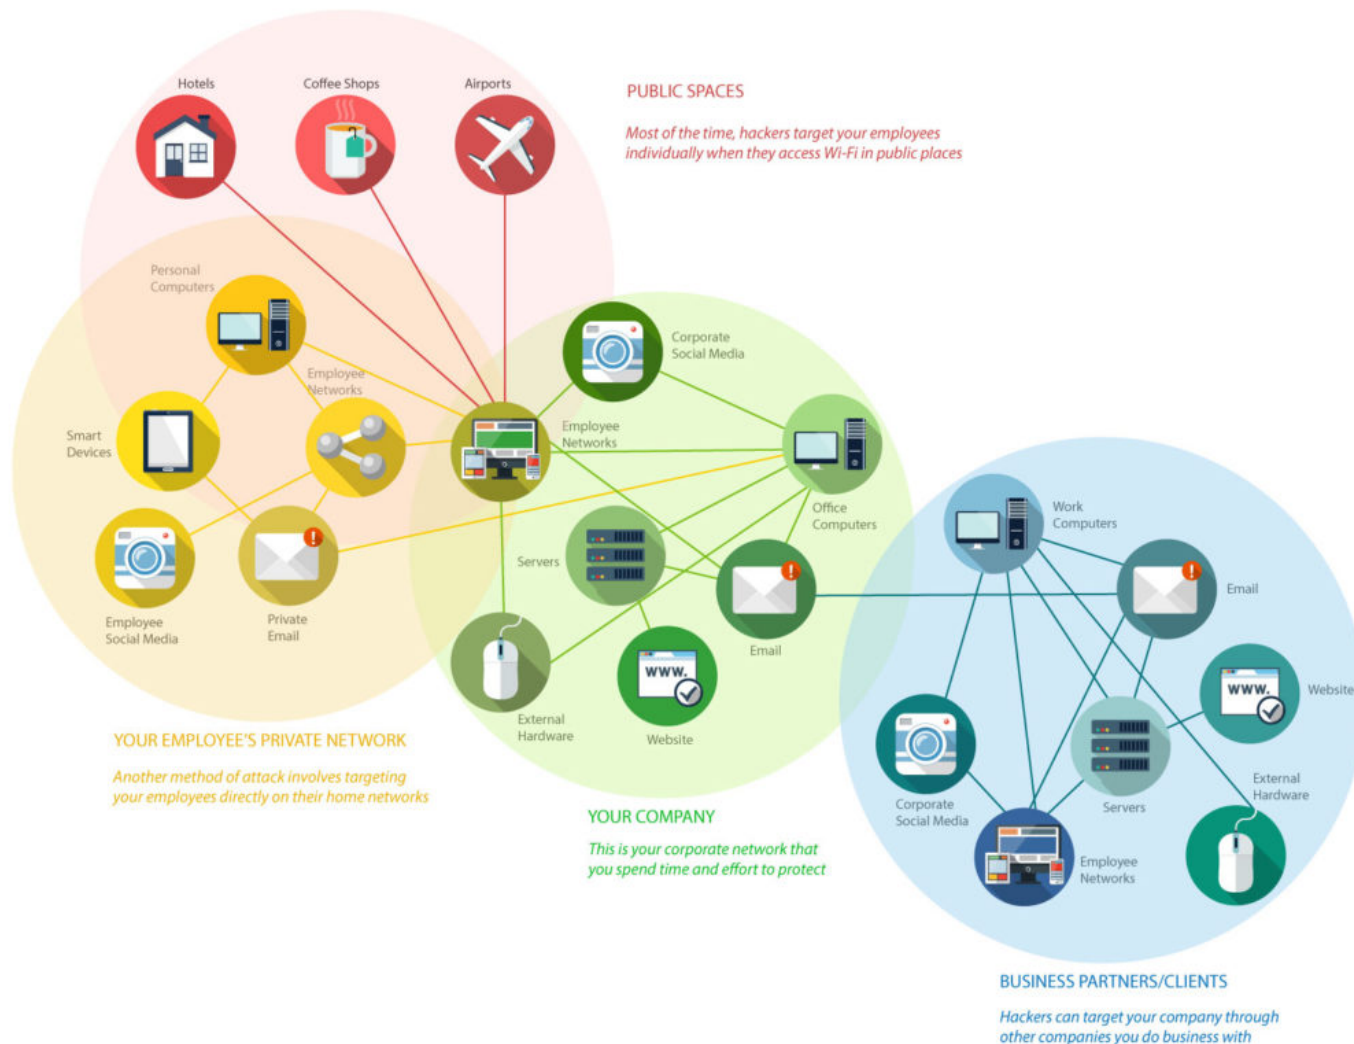 Hotels
Coffee Shops
Airports
PUBLIC SPACES
Most of the time, hackers target your employees
individually when they access Wi-Fi in public places
Personal
Computers
Employee
Networks
Smart
Devices
Employee
Social Media
Private
Email
YOUR EMPLOYEE'S PRIVATE NETWORK
Another method of attack involves targeting
your employees directly on their home networks
Corporate
Social Media
Employee
Networks
Office
Computers
Servers
Email
External
Hardware
www.
Website
YOUR COMPANY
This is your corporate network that
you spend time and effort to protect
Work
Computers
Email
www.
Website
Corporate
Social Media
Servers
External
Hardware
Employee
Networks
BUSINESS PARTNERS/CLIENTS
Hackers can target your company through
other companies you do business with